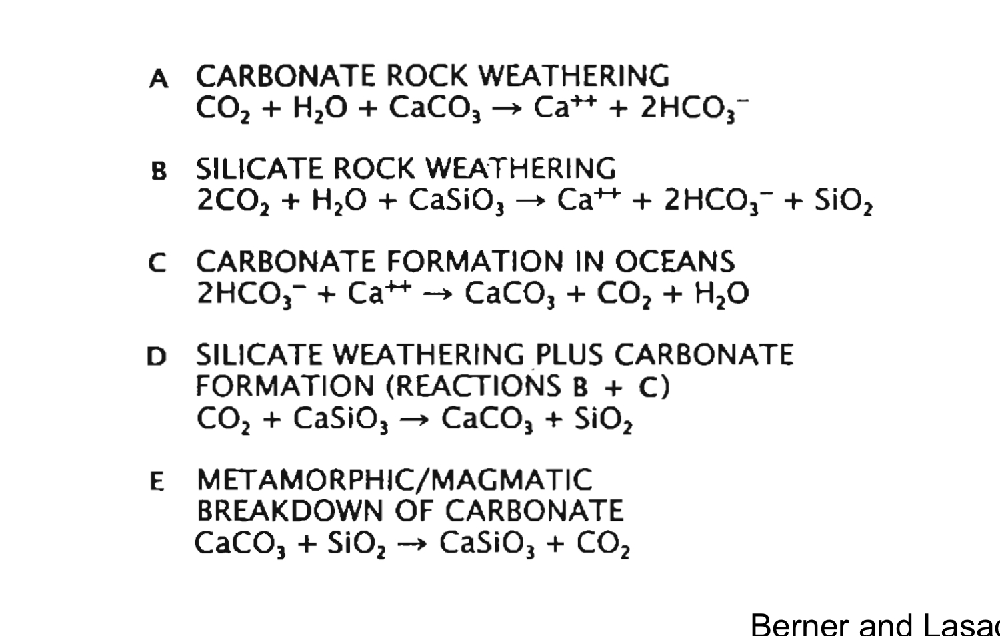 A CARBONATE ROCK WEATHERING
CO₂ + H₂O + CaCO₃ → Ca⁺⁺ + 2HCO₃⁻
B SILICATE ROCK WEATHERING
2CO₂ + H₂O + CaSiO₃ → Ca⁺⁺ + 2HCO₃⁻ + SiO₂
C CARBONATE FORMATION IN OCEANS
2HCO₃⁻ + Ca⁺⁺ → CaCO₃ + CO₂ + H₂O
D SILICATE WEATHERING PLUS CARBONATE
FORMATION (REACTIONS B + C)
CO₂ + CaSiO₃ → CaCO₃ + SiO₂
E METAMORPHIC/MAGMATIC
BREAKDOWN OF CARBONATE
CaCO₃ + SiO₂ → CaSiO₃ + CO₂
Berner and